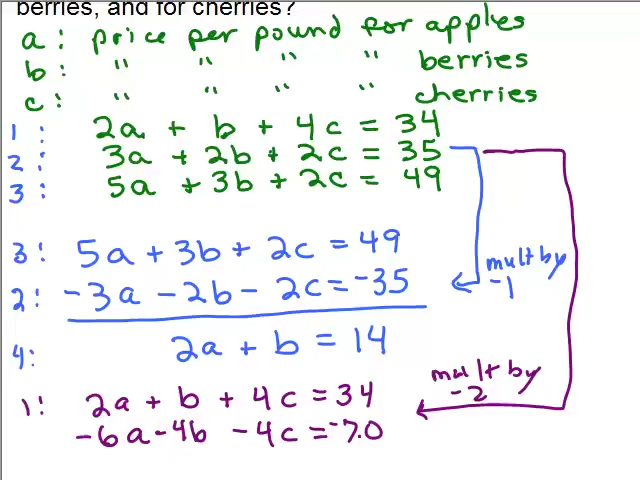 berries, and for cherries?
a: price per pound for apples
b: " " " " berries
c: " " " " cherries
1: 2a + b + 4c = 34
2: 3a + 2b + 2c = 35
3: 5a + 3b + 2c = 49
3: 5a + 3b + 2c = 49
2: -3a - 2b - 2c = -35
mult by
-1
4: 2a + b = 14
mult by
-2
1: 2a + b + 4c = 34
-6a - 4b - 4c = -70